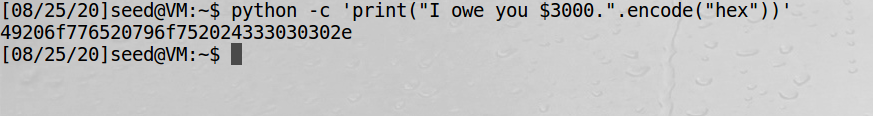 [08/25/20]seed@VM:~$ python -c 'print("I owe you $3000.".encode("hex"))'
49206f776520796f752024333030302e
[08/25/20]seed@VM:~$